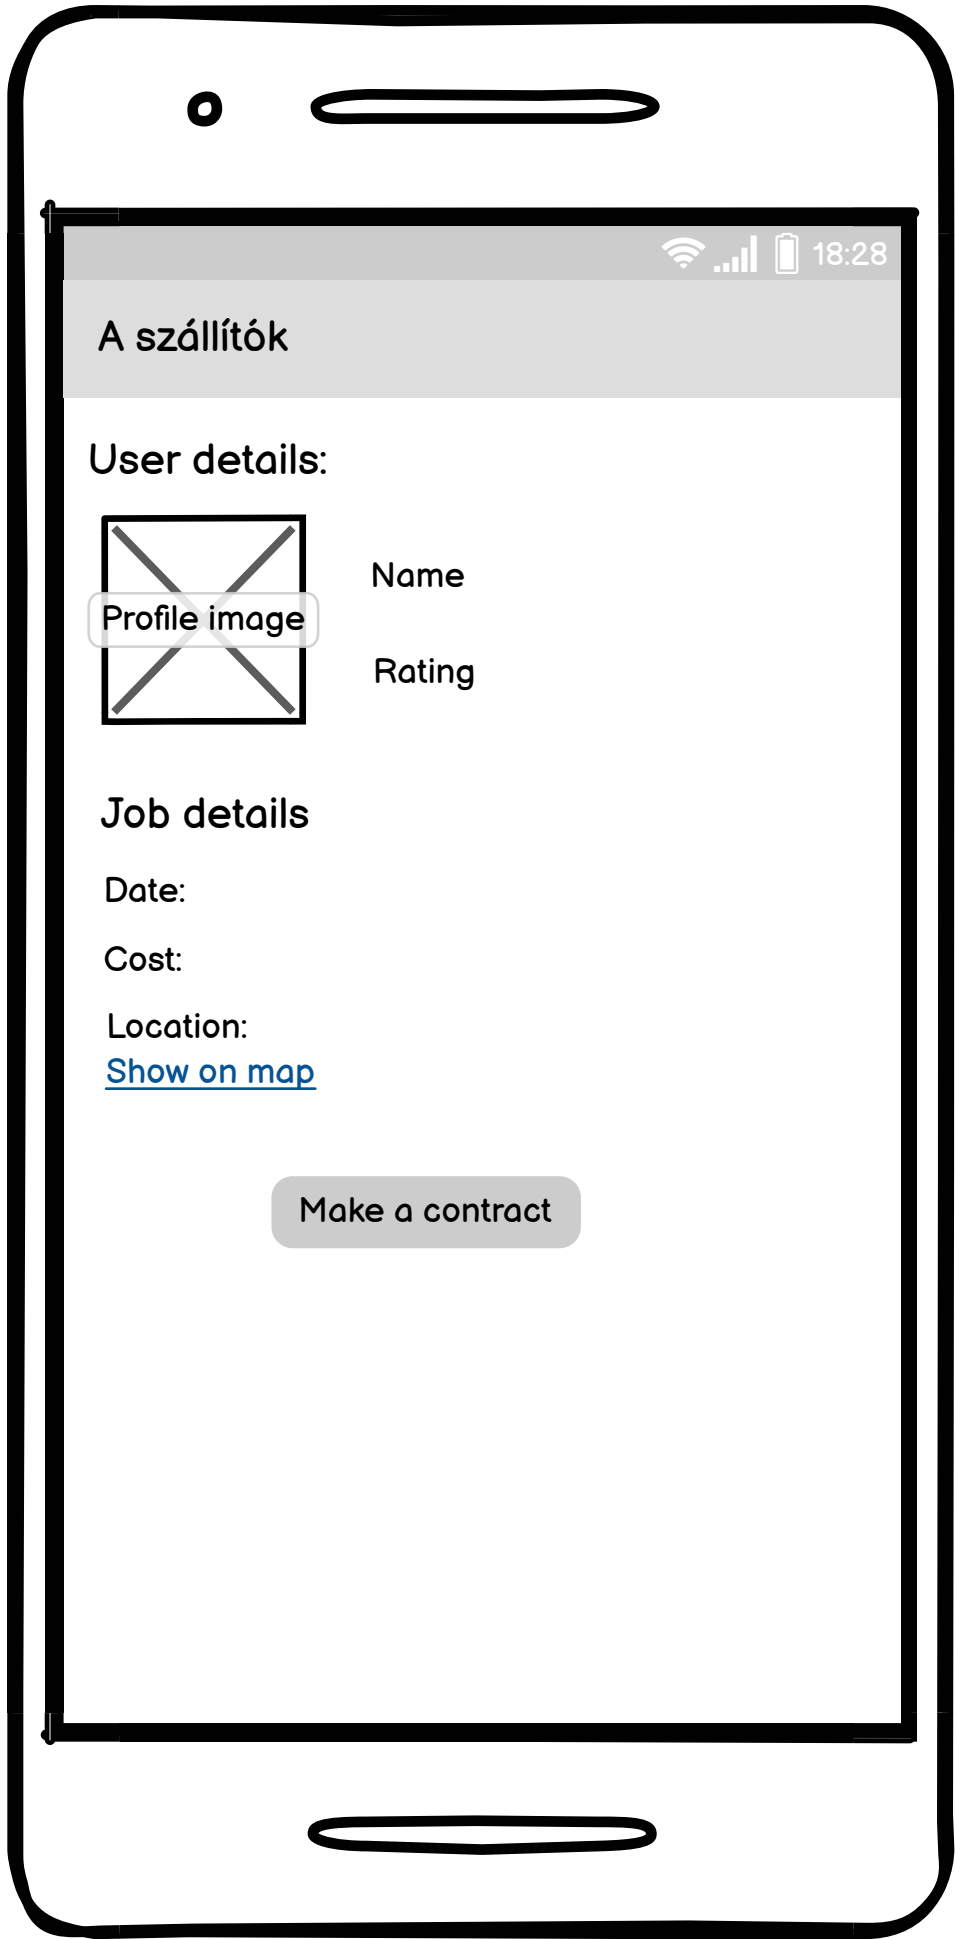 18:28
A szállítók
User details:
Profile image
Name
Rating
Job details
Date:
Cost:
Location:
Show on map
Make a contract